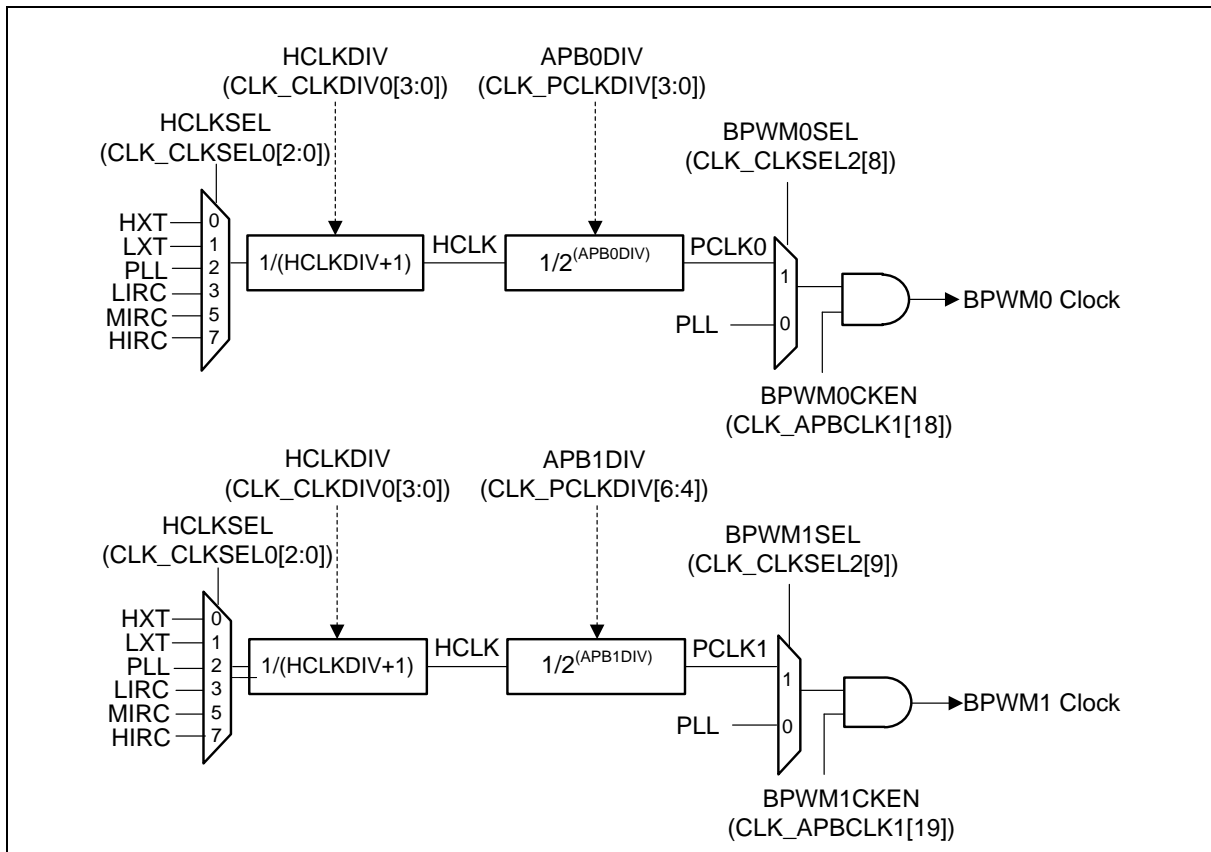 HCLKDIV
(CLK_CLKDIV0[3:0])
APB0DIV
(CLK_PCLKDIV[3:0])
HCLKSEL
(CLK_CLKSEL0[2:0])
BPWM0SEL
(CLK_CLKSEL2[8])
HXT 0
LXT 1
PLL 2
LIRC 3
MIRC 5
HIRC 7
1/(HCLKDIV+1)
HCLK
1/2(APB0DIV)
PCLK0
1
PLL 0
BPWM0 Clock
BPWM0CKEN
(CLK_APBCLK1[18])
HCLKDIV
(CLK_CLKDIV0[3:0])
APB1DIV
(CLK_PCLKDIV[6:4])
HCLKSEL
(CLK_CLKSEL0[2:0])
BPWM1SEL
(CLK_CLKSEL2[9])
HXT 0
LXT 1
PLL 2
LIRC 3
MIRC 5
HIRC 7
1/(HCLKDIV+1)
HCLK
1/2(APB1DIV)
PCLK1
1
PLL 0
BPWM1 Clock
BPWM1CKEN
(CLK_APBCLK1[19])